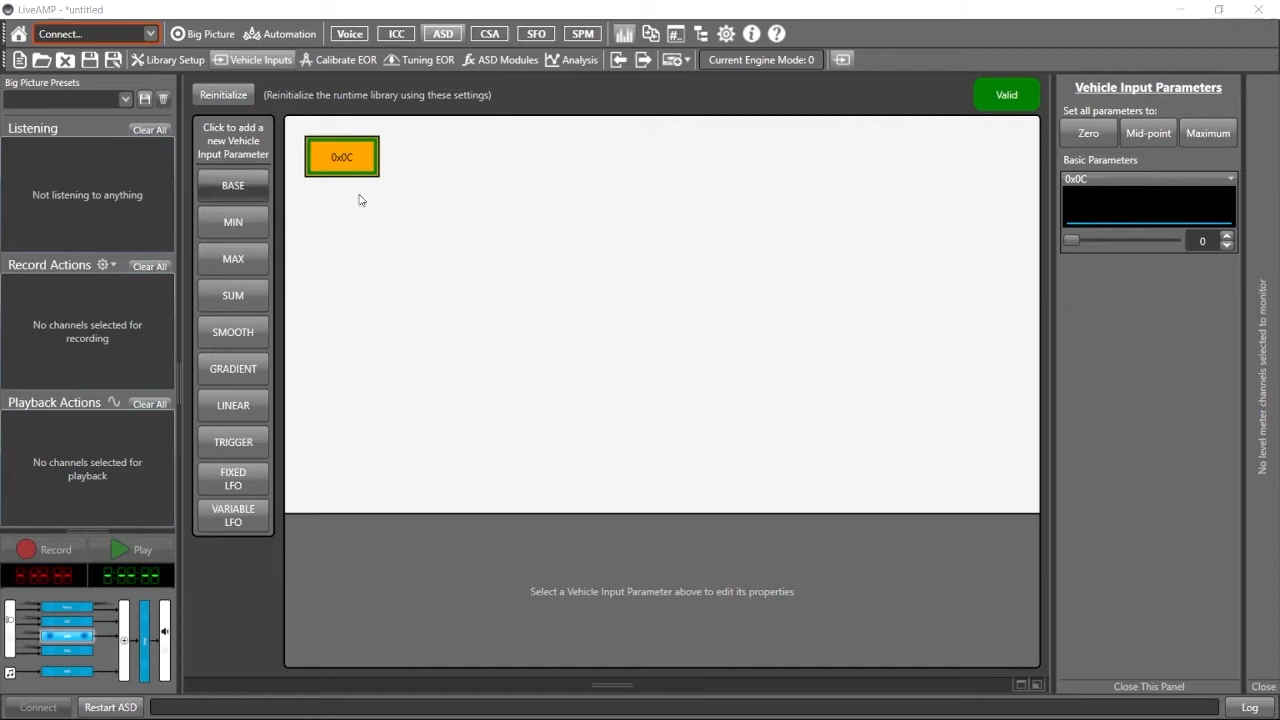 LiveAMP - *untitled
Connect...
Big Picture
Automation
Voice
ICC
ASD
CSA
SFO
SPM
Library Setup
Vehicle Inputs
Calibrate EOR
Tuning EOR
ASD Modules
Analysis
Current Engine Mode: 0
Big Picture Presets
Listening
Clear All
Not listening to anything
Record Actions
Clear All
No channels selected for
recording
Playback Actions
Clear All
No channels selected for
playback
Record
Play
Reinitialize
(Reinitialize the runtime library using these settings)
Valid
Click to add a
new Vehicle
Input Parameter
BASE
MIN
MAX
SUM
SMOOTH
GRADIENT
LINEAR
TRIGGER
FIXED
LFO
VARIABLE
LFO
0x0C
Select a Vehicle Input Parameter above to edit its properties
Vehicle Input Parameters
Set all parameters to:
Zero
Mid-point
Maximum
Basic Parameters
0x0C
0
Close This Panel
No level meter channels selected to monitor
Close
Connect
Restart ASD
Log